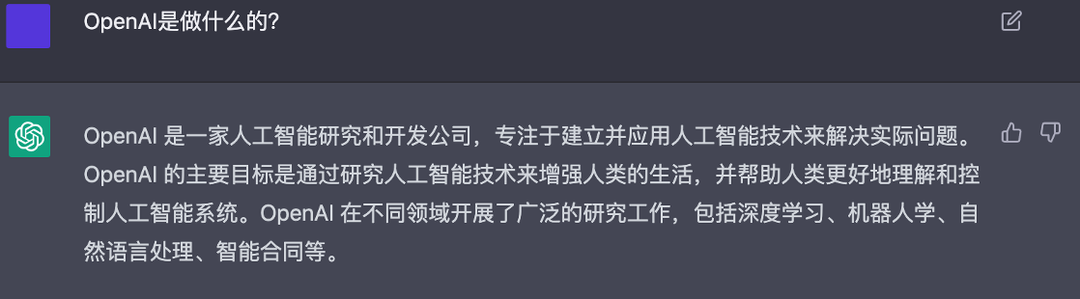 OpenAI是做什么的?
OpenAI 是一家人工智能研究和开发公司，专注于建立并应用人工智能技术来解决实际问题。
OpenAI 的主要目标是通过研究人工智能技术来增强人类的生活，并帮助人类更好地理解和控
制人工智能系统。OpenAI 在不同领域开展了广泛的研究工作，包括深度学习、机器人学、自
然语言处理、智能合同等。